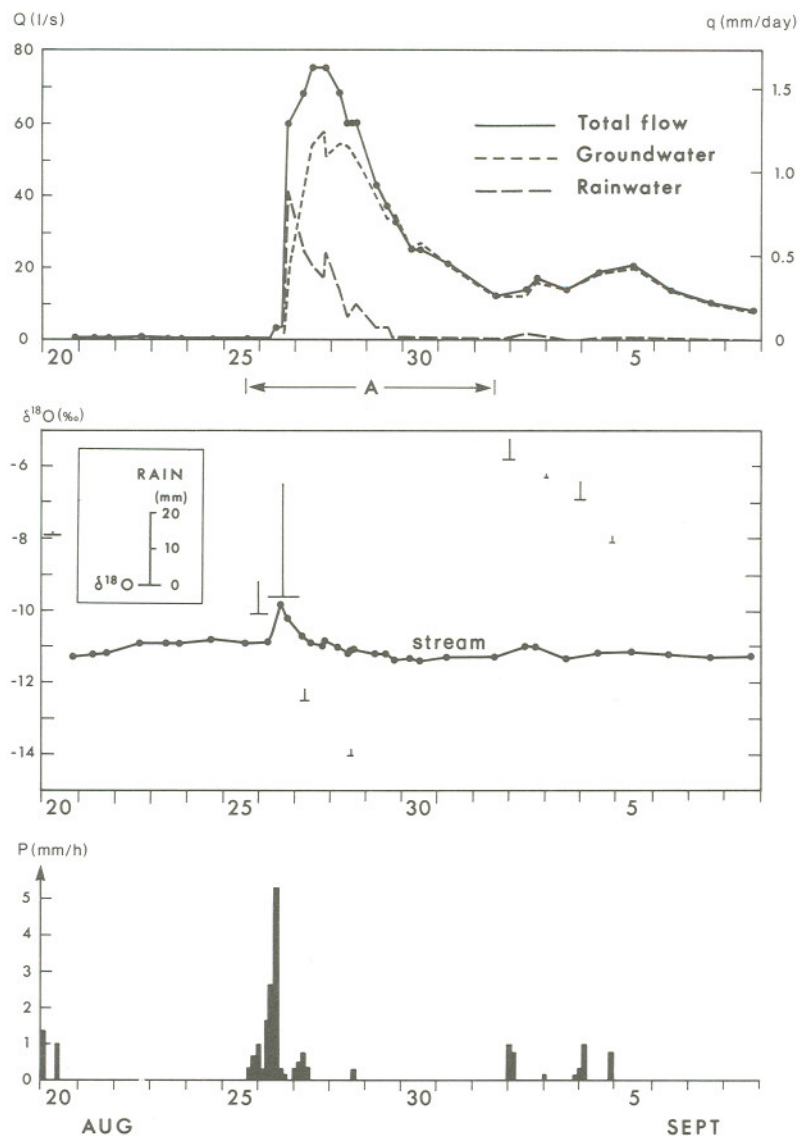 Q (l/s)
q (mm/day)
80
60
40
20
0
1.5
1.0
0.5
0
Total flow
Groundwater
Rainwater
20
25
30
5
A
δ¹⁸O (‰)
-6
-8
-10
-12
-14
RAIN
(mm)
20
10
δ¹⁸O
0
stream
20
25
30
5
P (mm/h)
5
4
3
2
1
0
20
25
30
5
AUG
SEPT